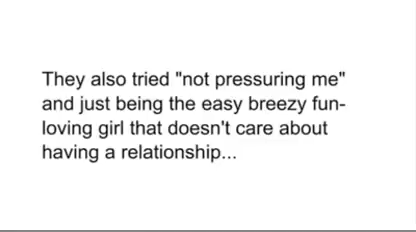 They also tried "not pressuring me"
and just being the easy breezy fun-
loving girl that doesn't care about
having a relationship...